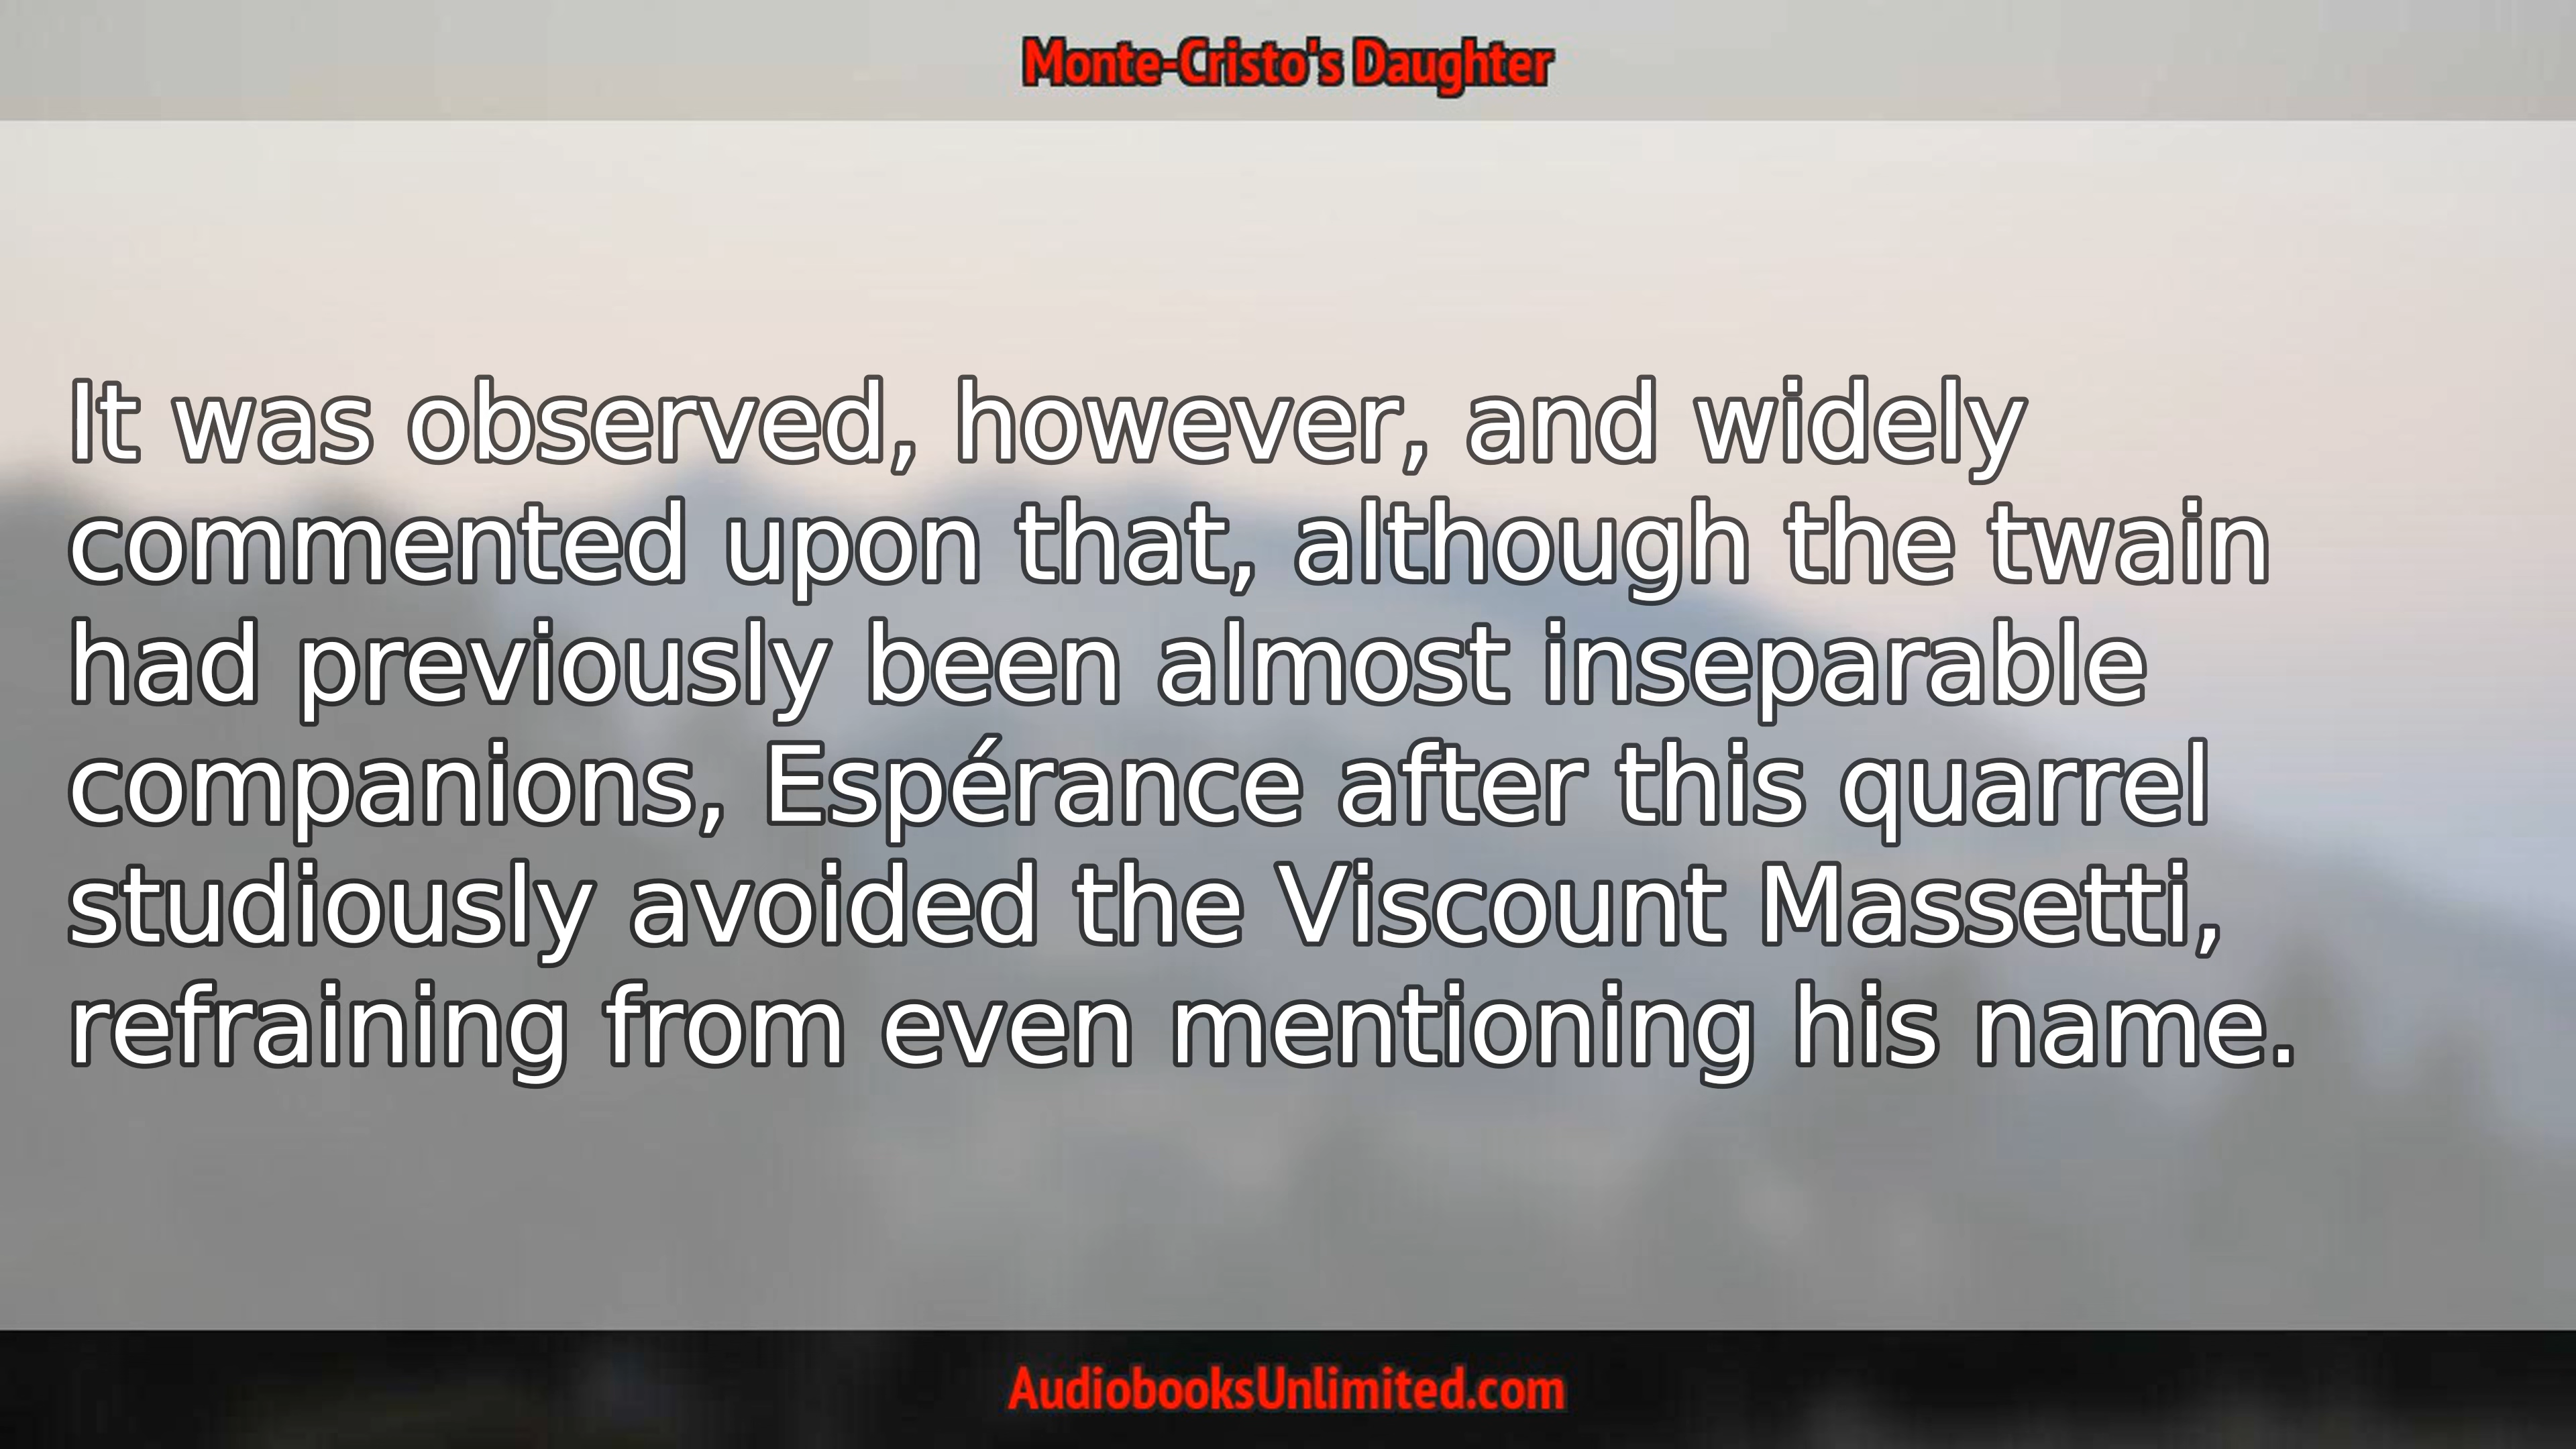 Monte-Cristo's Daughter
It was observed, however, and widely
commented upon that, although the twain
had previously been almost inseparable
companions, Espérance after this quarrel
studiously avoided the Viscount Massetti,
refraining from even mentioning his name.
AudiobooksUnlimited.com